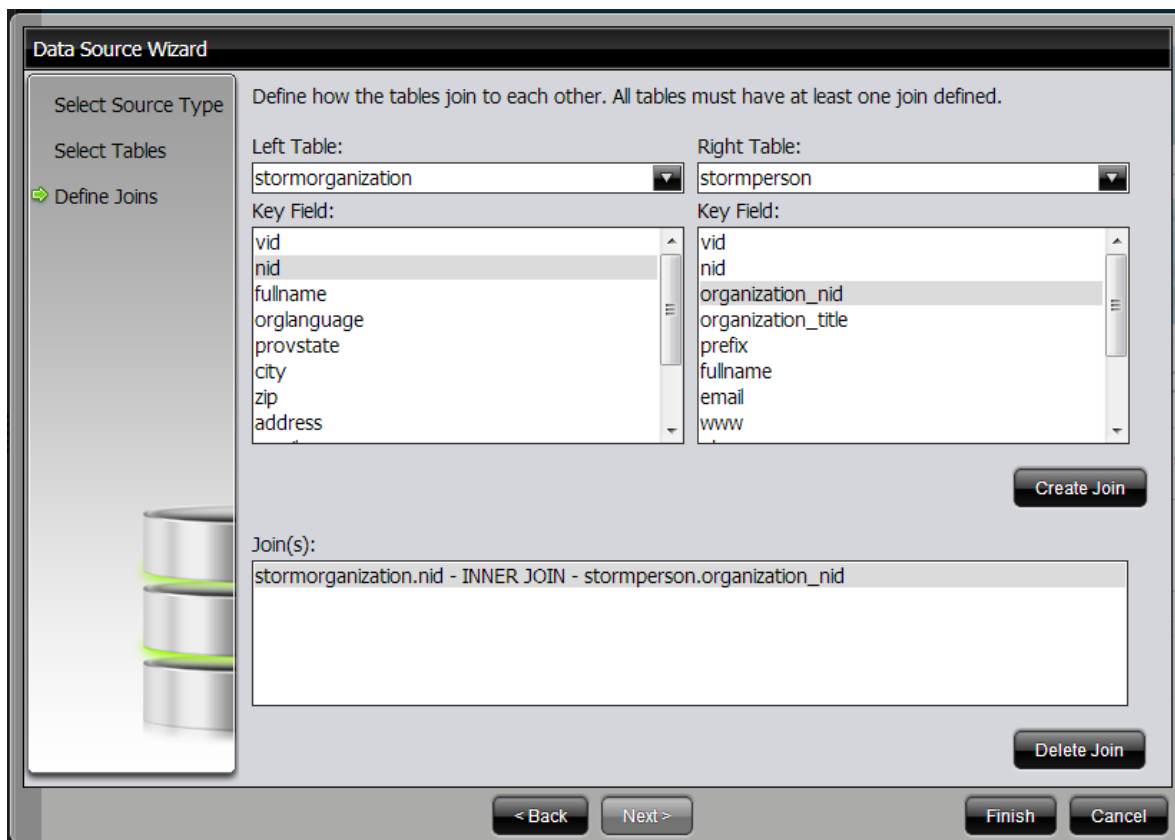 Data Source Wizard
Select Source Type
Select Tables
Define Joins
Define how the tables join to each other. All tables must have at least one join defined.
Left Table:
stormorganization
Key Field:
vid
nid
fullname
orglanguage
provstate
city
zip
address
Right Table:
stormperson
Key Field:
vid
nid
organization_nid
organization_title
prefix
fullname
email
www
Create Join
Join(s):
stormorganization.nid - INNER JOIN - stormperson.organization_nid
Delete Join
< Back
Next >
Finish
Cancel